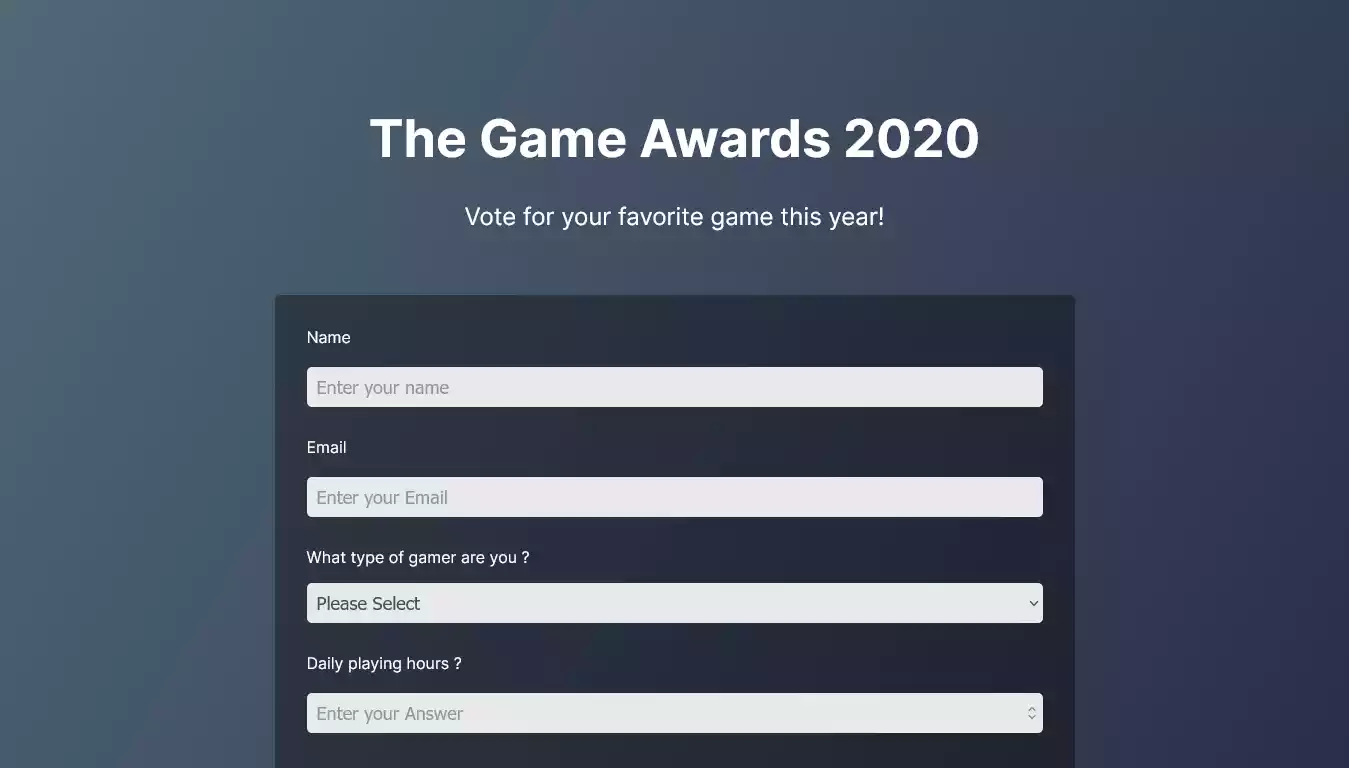 The Game Awards 2020
Vote for your favorite game this year!
Name
Enter your name
Email
Enter your Email
What type of gamer are you ?
Please Select
Daily playing hours ?
Enter your Answer